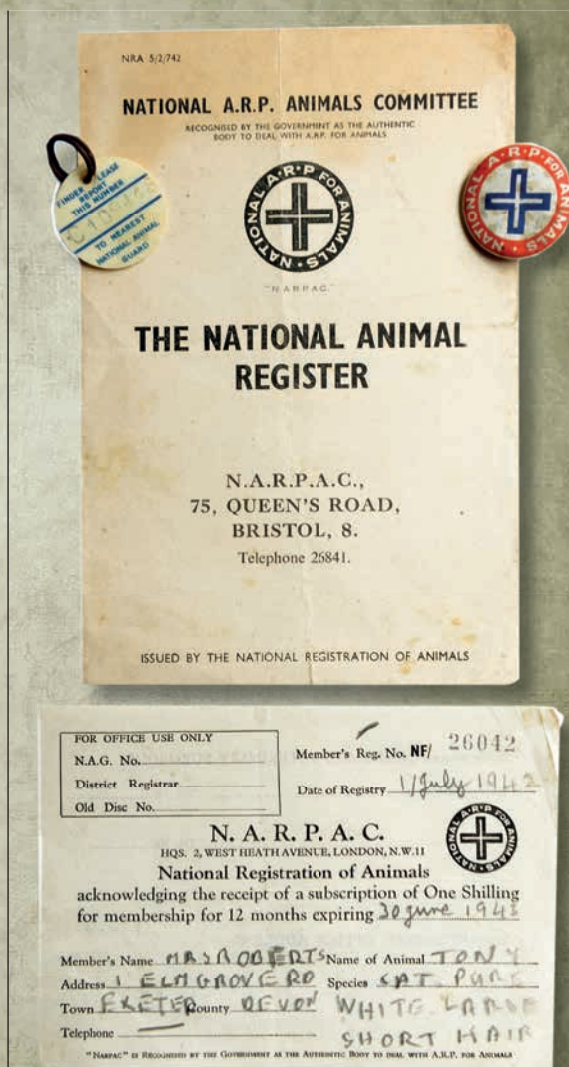 NRA 5/2/742
NATIONAL A.R.P. ANIMALS COMMITTEE
RECOGNISED BY THE GOVERNMENT AS THE AUTHENTIC
BODY TO DEAL WITH A.R.P. FOR ANIMALS
FINDER PLEASE
REPORT
THIS NUMBER
TO NEAREST
NATIONAL ANIMAL
GUARD
NATIONAL A·R·P FOR ANIMALS
NATIONAL A·R·P·FOR ANIMALS
"NARPAC."
THE NATIONAL ANIMAL
REGISTER
N.A.R.P.A.C.,
75, QUEEN'S ROAD,
BRISTOL, 8.
Telephone 25841.
ISSUED BY THE NATIONAL REGISTRATION OF ANIMALS
FOR OFFICE USE ONLY
N.A.G. No.
District Registrar
Old Disc No.
Member's Reg. No. NF/ 26042
Date of Registry 1/July 1942
NATIONAL A·R·P FOR ANIMALS
N. A. R. P. A. C.
HQS. 2, WEST HEATH AVENUE, LONDON, N.W.11
National Registration of Animals
acknowledging the receipt of a subscription of One Shilling
for membership for 12 months expiring 30 June 1943
Member's Name MRS ROBERTS Name of Animal TONY
Address 1 ELMGROVE RD Species CAT. PURE
Town EXETER County DEVON WHITE LARGE
Telephone — SHORT HAIR
"NARPAC" IS RECOGNISED BY THE GOVERNMENT AS THE AUTHENTIC BODY TO DEAL WITH A.R.P. FOR ANIMALS